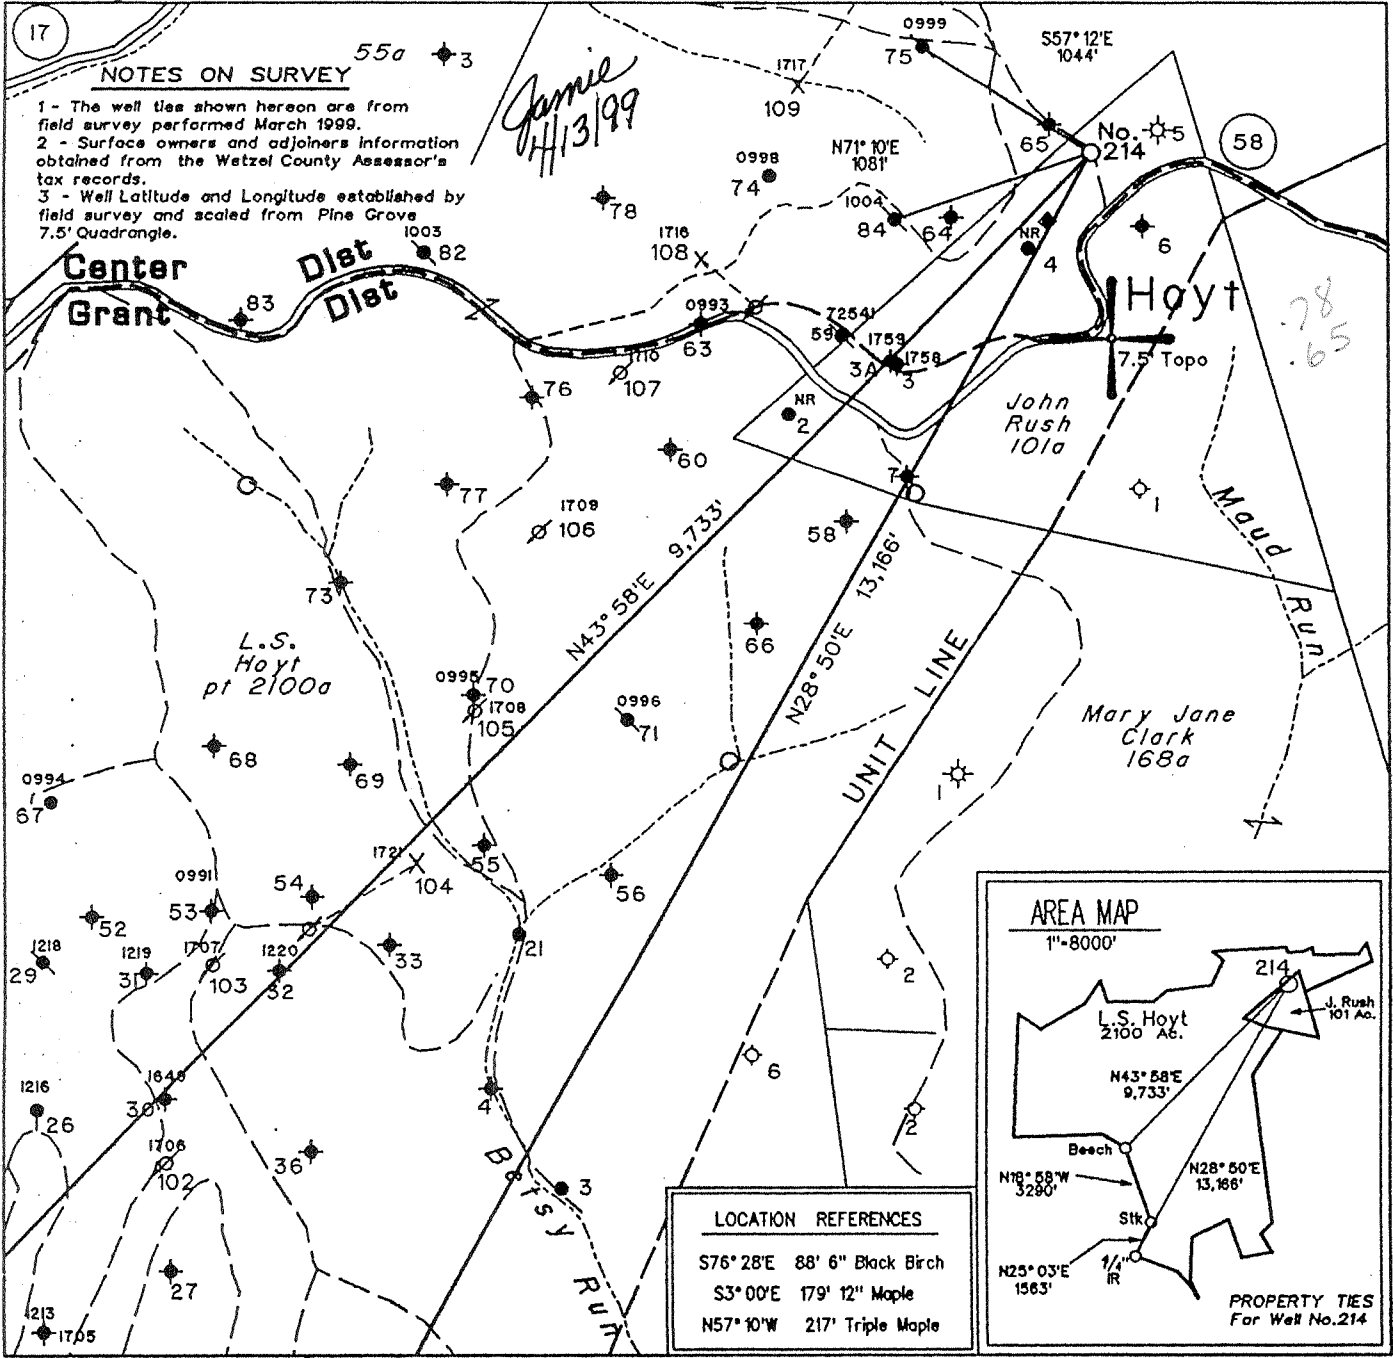 17
55a
3
NOTES ON SURVEY
1 - The well ties shown hereon are from
field survey performed March 1999.
2 - Surface owners and adjoiners information
obtained from the Wetzel County Assessor's
tax records.
3 - Well Latitude and Longitude established by
field survey and scaled from Pine Grove
7.5' Quadrangle.
Jamie
4/13/99
0999
75
S57° 12'E
1044'
1717
109
65
No.
214
5
58
N71° 10'E
1081'
0998
74
78
1004
84
64
NR
4
6
1716
108
1003
82
Center
Dist
Grant
Dist
83
Hoyt
.78
.65
0993
63
72541
59
1759
3A
1758
3
7.5' Topo
1710
107
76
NR
2
John
Rush
101a
60
7
77
1709
106
58
1
Maud
Run
N43° 58'E 9,733'
13,166'
N28° 50'E
73
66
UNIT LINE
L.S.
Hoyt
pt 2100a
0995
70
1708
105
0996
71
Mary Jane
Clark
168a
68
69
0994
67
1
1721
104
55
56
0991
53
54
52
1218
29
1219
31
1707
103
1220
32
33
21
2
6
2
1216
26
1646
30
1706
102
36
4
Betsy
Run
3
27
1213
1705
LOCATION REFERENCES
S76° 28'E 88' 6" Black Birch
S3° 00'E 179' 12" Maple
N57° 10'W 217' Triple Maple
AREA MAP
1"=8000'
214
J. Rush
101 Ac.
L.S. Hoyt
2100 Ac.
N43° 58'E
9,733'
Beech
N18° 58'W
3290'
N28° 50'E
13,166'
Stk
N25° 03'E
1563'
1/4"
IR
PROPERTY TIES
For Well No.214